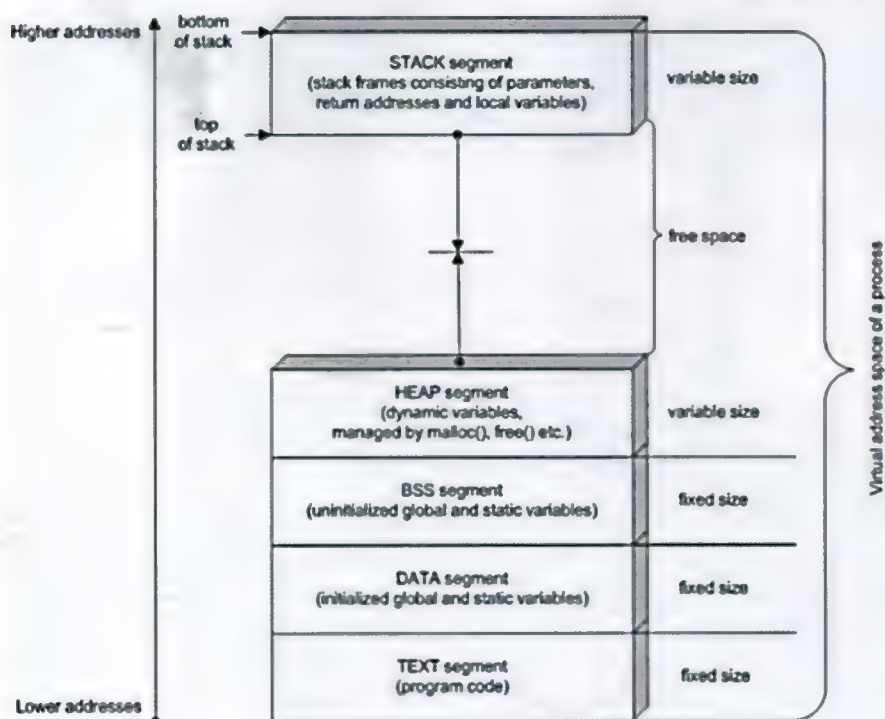 Higher addresses
bottom
of stack
STACK segment
(stack frames consisting of parameters,
return addresses and local variables)
variable size
top
of stack
free space
Virtual address space of a process
HEAP segment
(dynamic variables,
managed by malloc(), free() etc.)
variable size
BSS segment
(uninitialized global and static variables)
fixed size
DATA segment
(initialized global and static variables)
fixed size
TEXT segment
(program code)
fixed size
Lower addresses